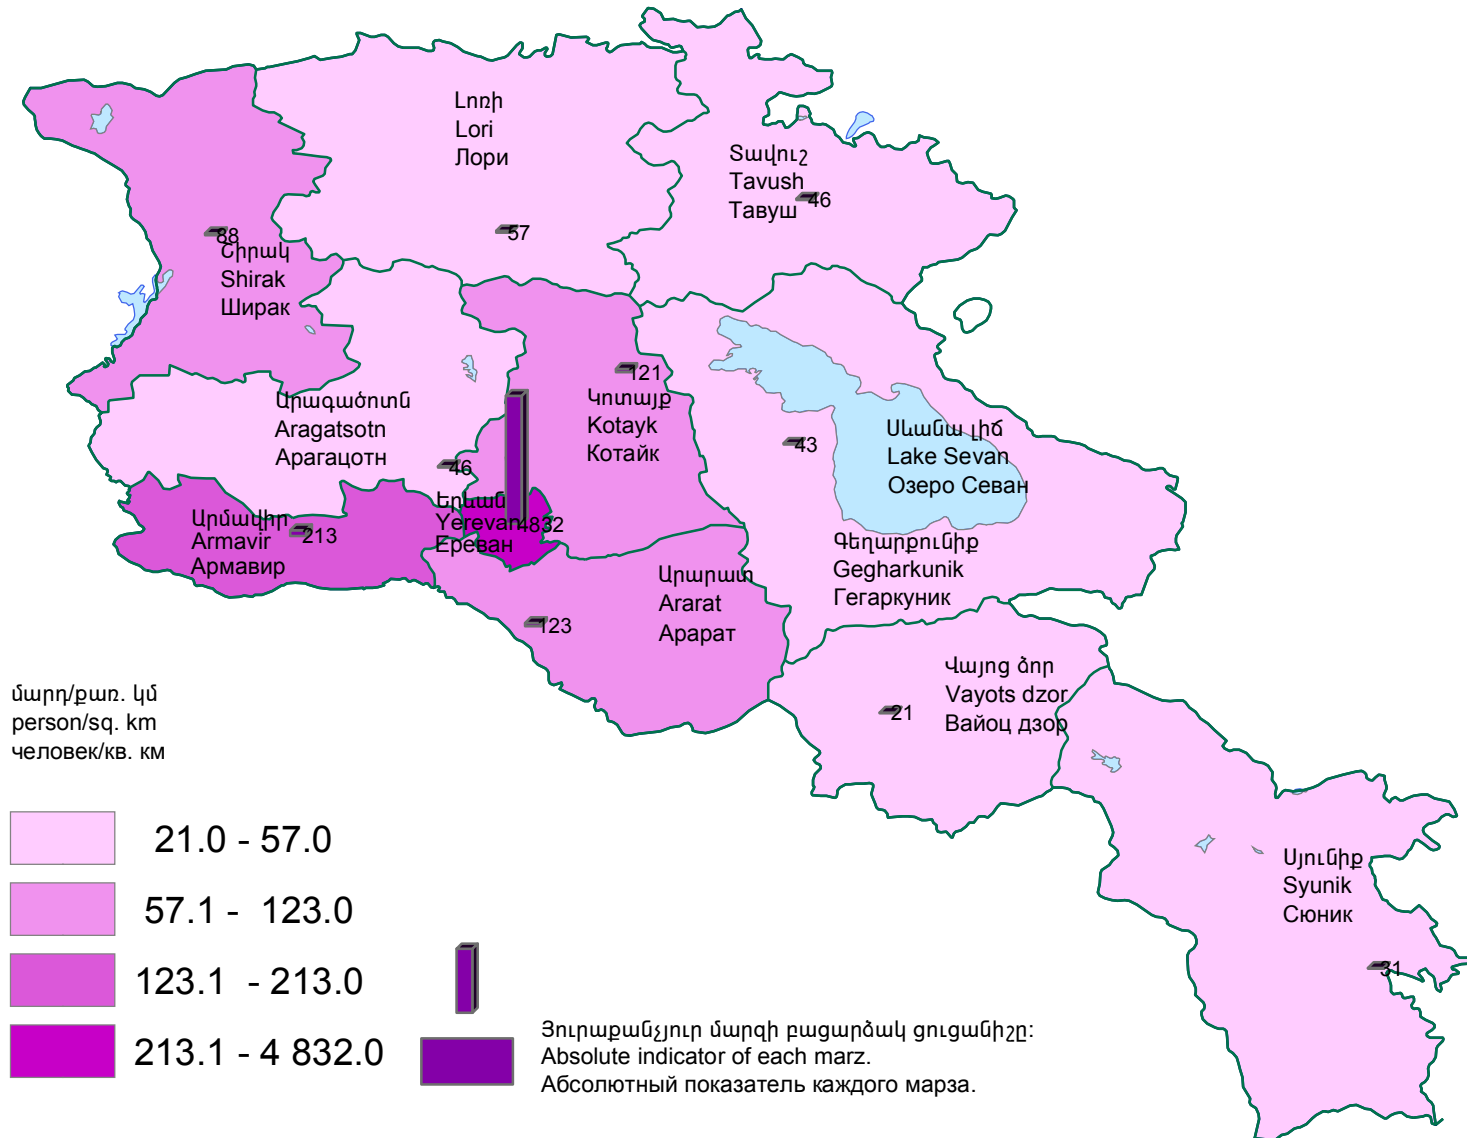 Լոռի
Lori
Лори
57
Տավուշ
Tavush
Тавуш
46
88
Շիրակ
Shirak
Ширак
Արագածոտն
Aragatsotn
Арагацотн
46
121
Կոտայք
Kotayk
Котайк
43
Սևանա լիճ
Lake Sevan
Озеро Севан
Գեղարքունիք
Gegharkunik
Гегаркуник
Արմավիր
Armavir
Армавир
213
Երևան
Yerevan
Ереван
4832
Արարատ
Ararat
Арарат
123
Վայոց ձոր
Vayots dzor
Вайоц дзор
21
Սյունիք
Syunik
Сюник
31
մարդ/քառ. կմ
person/sq. km
человек/кв. км
21.0 - 57.0
57.1 - 123.0
123.1 - 213.0
213.1 - 4 832.0
Յուրաքանչյուր մարզի բացարձակ ցուցանիշը:
Absolute indicator of each marz.
Абсолютный показатель каждого марза.